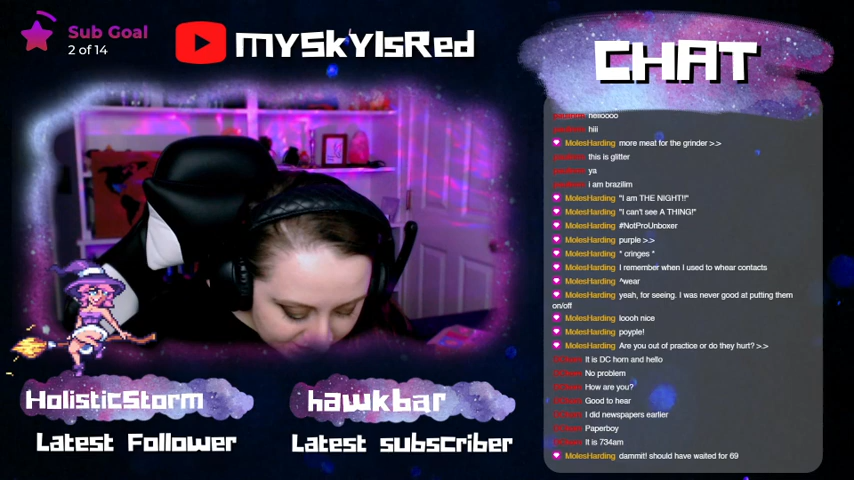 Sub Goal
2 of 14
MYSkYIsRed
CHAT
helloooo
hiii
MolesHarding more meat for the grinder >>
this is glitter
ya
i am brazilim
MolesHarding "I am THE NIGHT!!"
MolesHarding "I can't see A THING!"
MolesHarding #NotProUnboxer
MolesHarding purple >>
MolesHarding * cringes *
MolesHarding I remember when I used to whear contacts
MolesHarding ^wear
MolesHarding yeah, for seeing. I was never good at putting them
on/off
MolesHarding loooh nice
MolesHarding poyple!
MolesHarding Are you out of practice or do they hurt? >.>
It is DC horn and hello
No problem
How are you?
Good to hear
I did newspapers earlier
Paperboy
It is 734am
MolesHarding dammit! should have waited for 69
HolisticStorm
Latest Follower
hawkbar
Latest subscriber